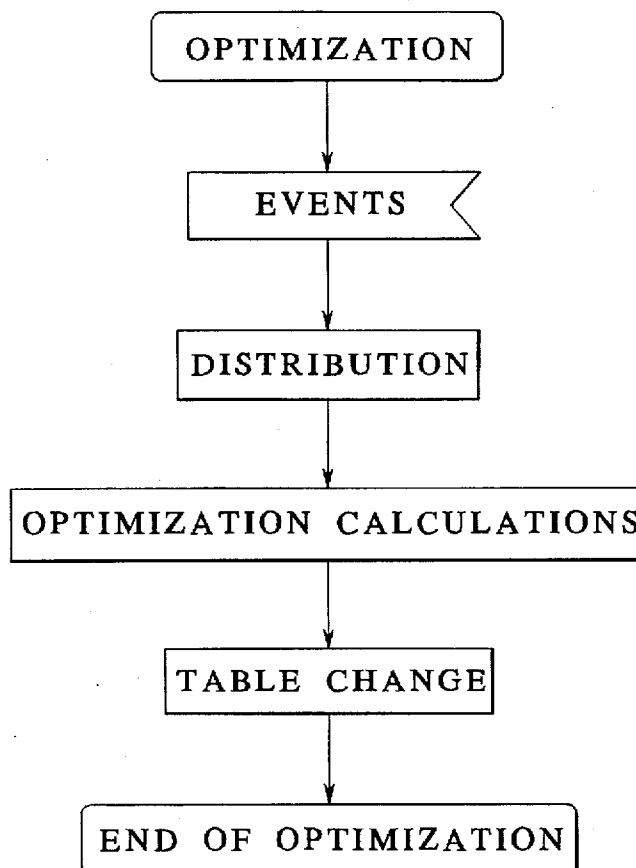 OPTIMIZATION
EVENTS
DISTRIBUTION
OPTIMIZATION CALCULATIONS
TABLE CHANGE
END OF OPTIMIZATION